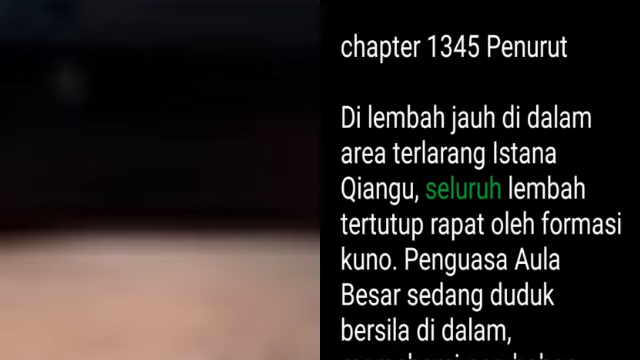 chapter 1345 Penurut
Di lembah jauh di dalam
area terlarang Istana
Qiangu, seluruh lembah
tertutup rapat oleh formasi
kuno. Penguasa Aula
Besar sedang duduk
bersila di dalam,